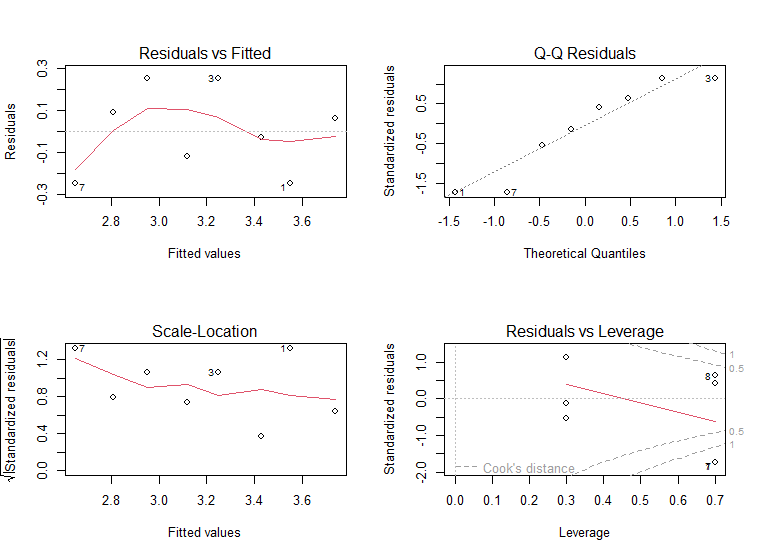 Residuals vs Fitted
Residuals
0.3
0.1
-0.1
-0.3
7
3
1
2.8 3.0 3.2 3.4 3.6
Fitted values
Q-Q Residuals
Standardized residuals
0.5
-0.5
-1.5
3
1
7
-1.5 -1.0 -0.5 0.0 0.5 1.0 1.5
Theoretical Quantiles
Scale-Location
√|Standardized residuals|
1.2
0.8
0.4
0.0
7
3
1
2.8 3.0 3.2 3.4 3.6
Fitted values
Residuals vs Leverage
Standardized residuals
1.0
0.0
-1.0
-2.0
1
0.5
8
0.5
1
Cook's distance
0.0 0.1 0.2 0.3 0.4 0.5 0.6 0.7
Leverage